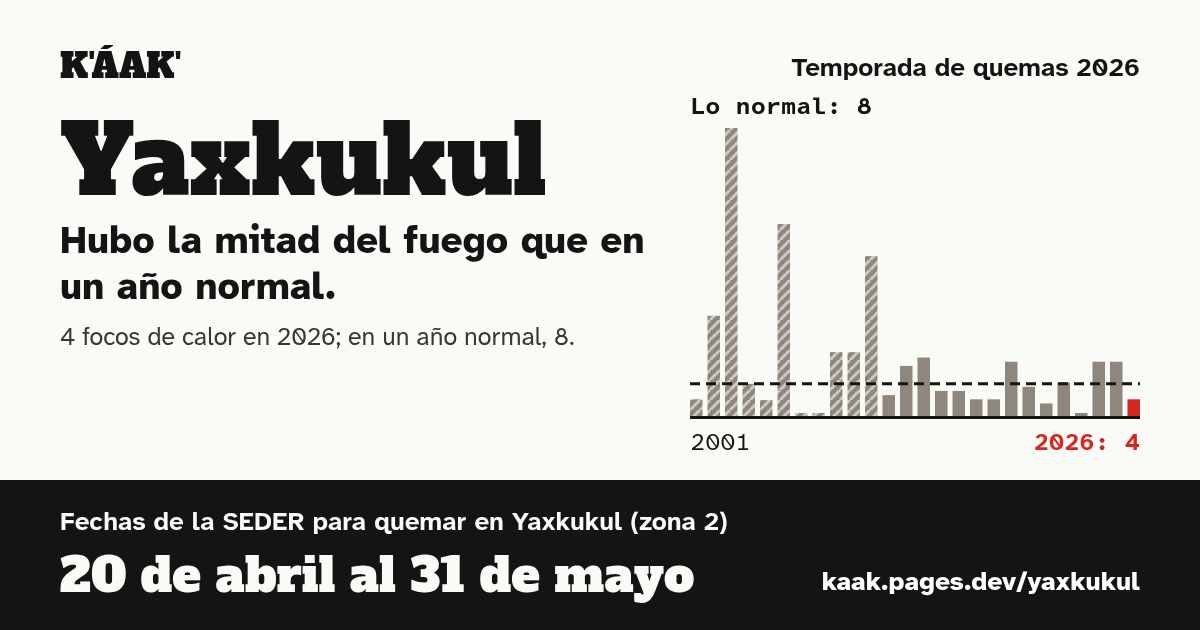 K'ÁAK'
Temporada de quemas 2026
Yaxkukul
Hubo la mitad del fuego que en
un año normal.
4 focos de calor en 2026; en un año normal, 8.
Lo normal: 8
2001
2026: 4
Fechas de la SEDER para quemar en Yaxkukul (zona 2)
20 de abril al 31 de mayo
kaak.pages.dev/yaxkukul